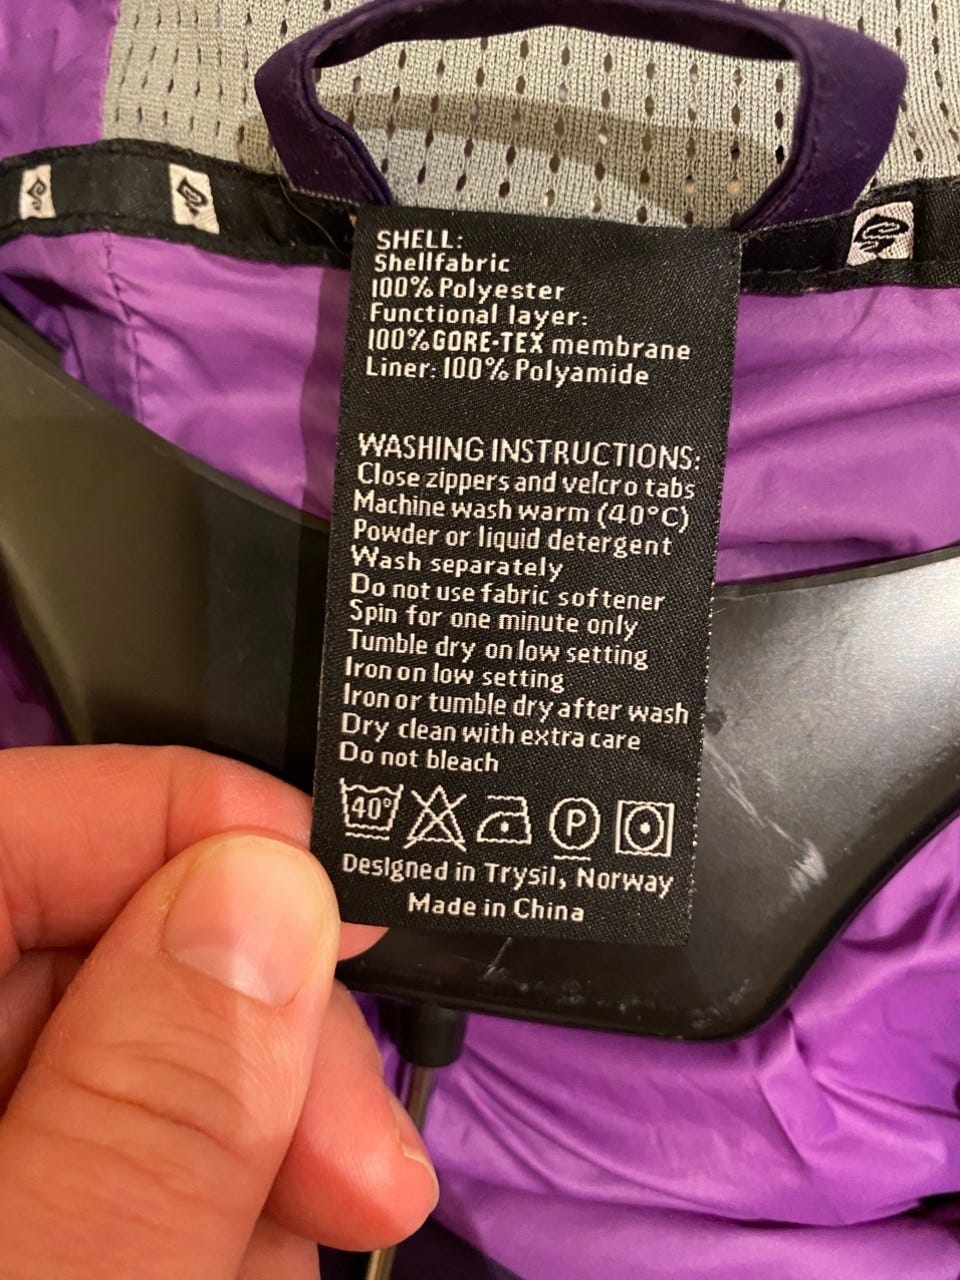 SHELL:
Shellfabric
100% Polyester
Functional layer:
100% GORE-TEX membrane
Liner: 100% Polyamide
WASHING INSTRUCTIONS:
Close zippers and velcro tabs
Machine wash warm (40°C)
Powder or liquid detergent
Wash separately
Do not use fabric softener
Spin for one minute only
Tumble dry on low setting
Iron on low setting
Iron or tumble dry after wash
Dry clean with extra care
Do not bleach
40° P
Designed in Trysil, Norway
Made in China